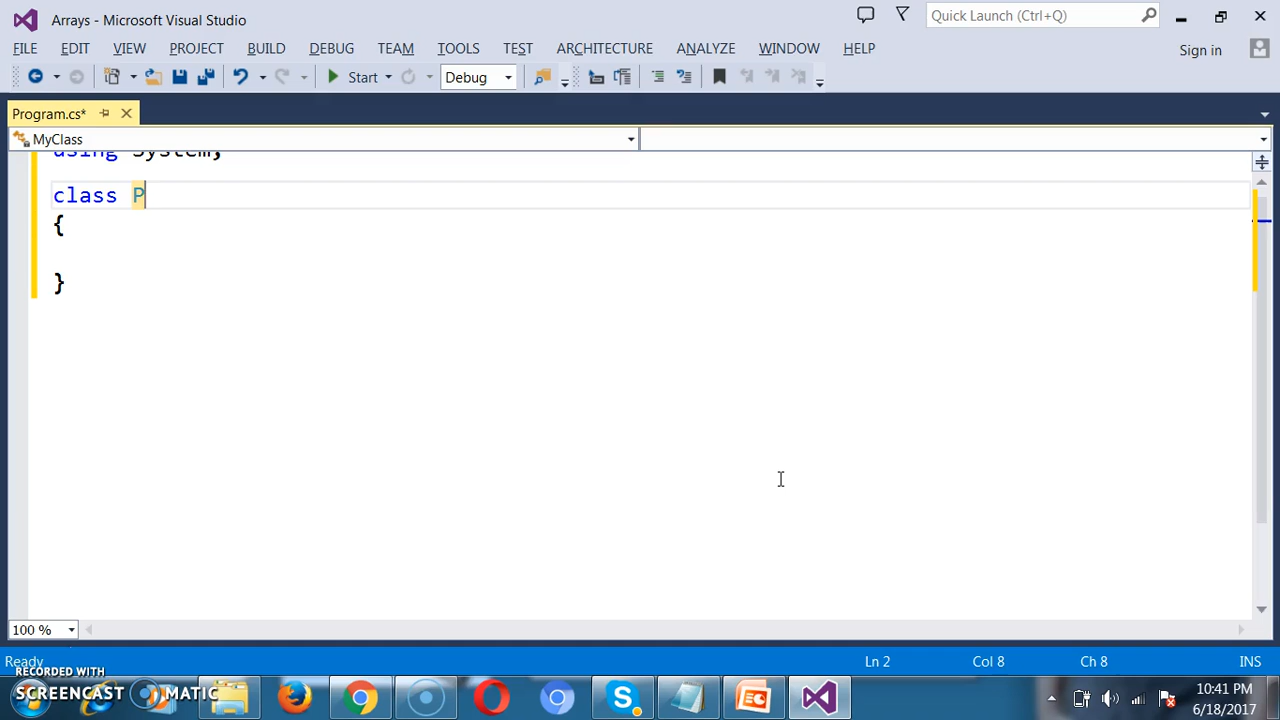 Arrays - Microsoft Visual Studio
Quick Launch (Ctrl+Q)
FILE EDIT VIEW PROJECT BUILD DEBUG TEAM TOOLS TEST ARCHITECTURE ANALYZE WINDOW HELP Sign in
Start Debug
Program.cs*
MyClass
using System;
class P
{
}
100 %
Ready Ln 2 Col 8 Ch 8 INS
RECORDED WITH
SCREENCAST MATIC
10:41 PM
6/18/2017